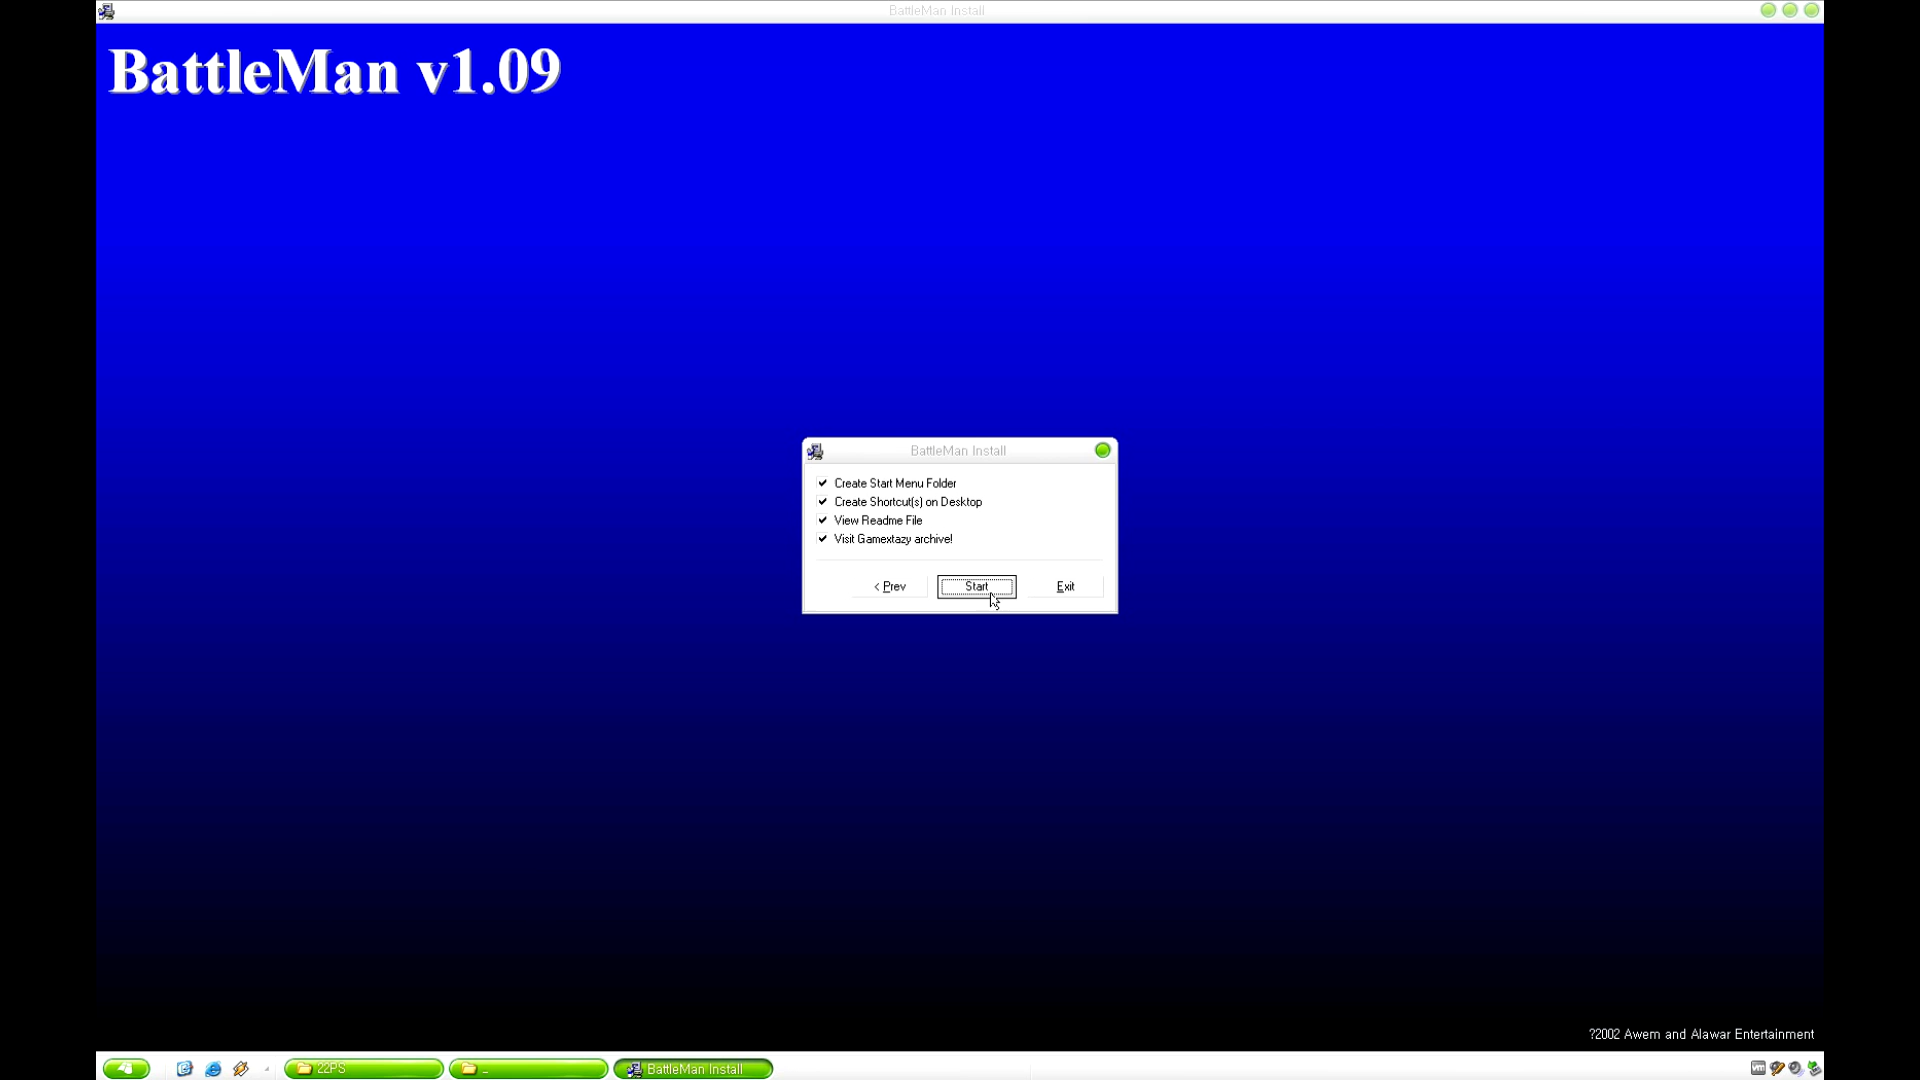 BattleMan Install
BattleMan v1.09
BattleMan Install
Create Start Menu Folder
Create Shortcut(s) on Desktop
View Readme File
Visit Gamextazy archive!
< Prev
Start
Exit
?2002 Awem and Alawar Entertainment
22PS
_
BattleMan Install
vm